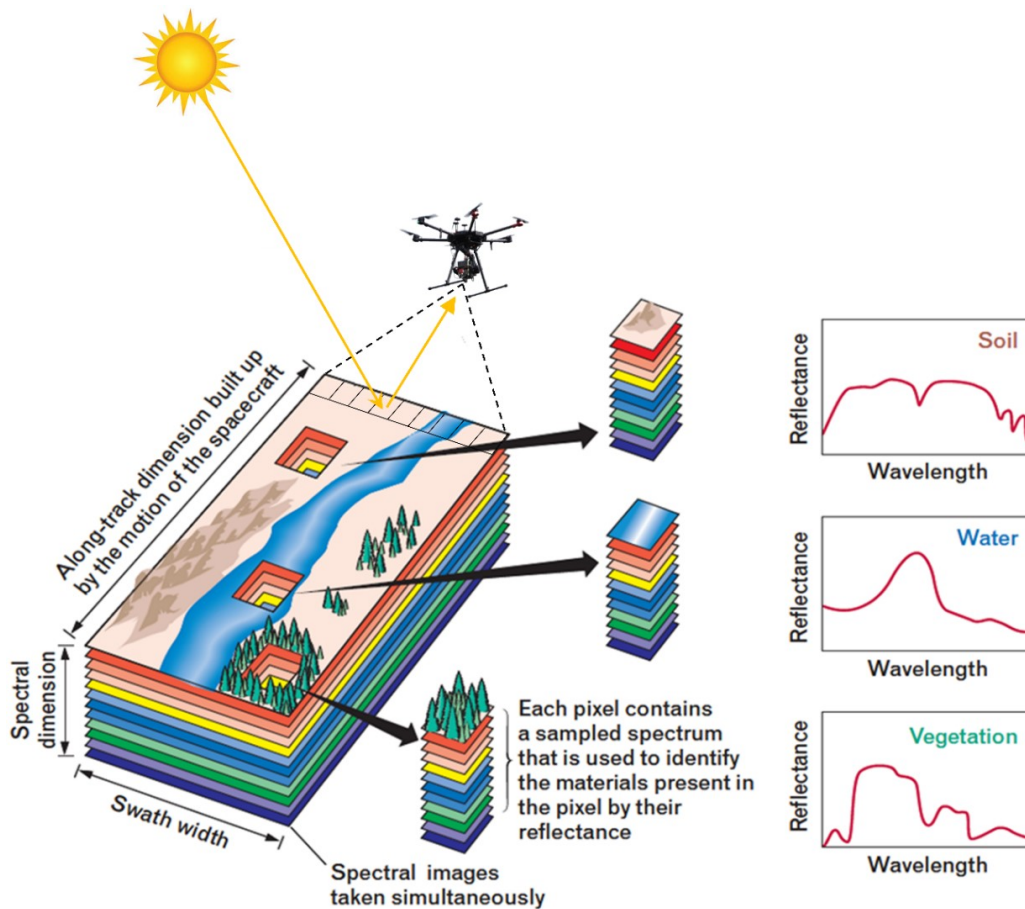 Along-track dimension built up
by the motion of the spacecraft
Spectral
dimension
Swath width
Spectral images
taken simultaneously
Each pixel contains
a sampled spectrum
that is used to identify
the materials present in
the pixel by their
reflectance
Soil
Reflectance
Wavelength
Water
Reflectance
Wavelength
Vegetation
Reflectance
Wavelength